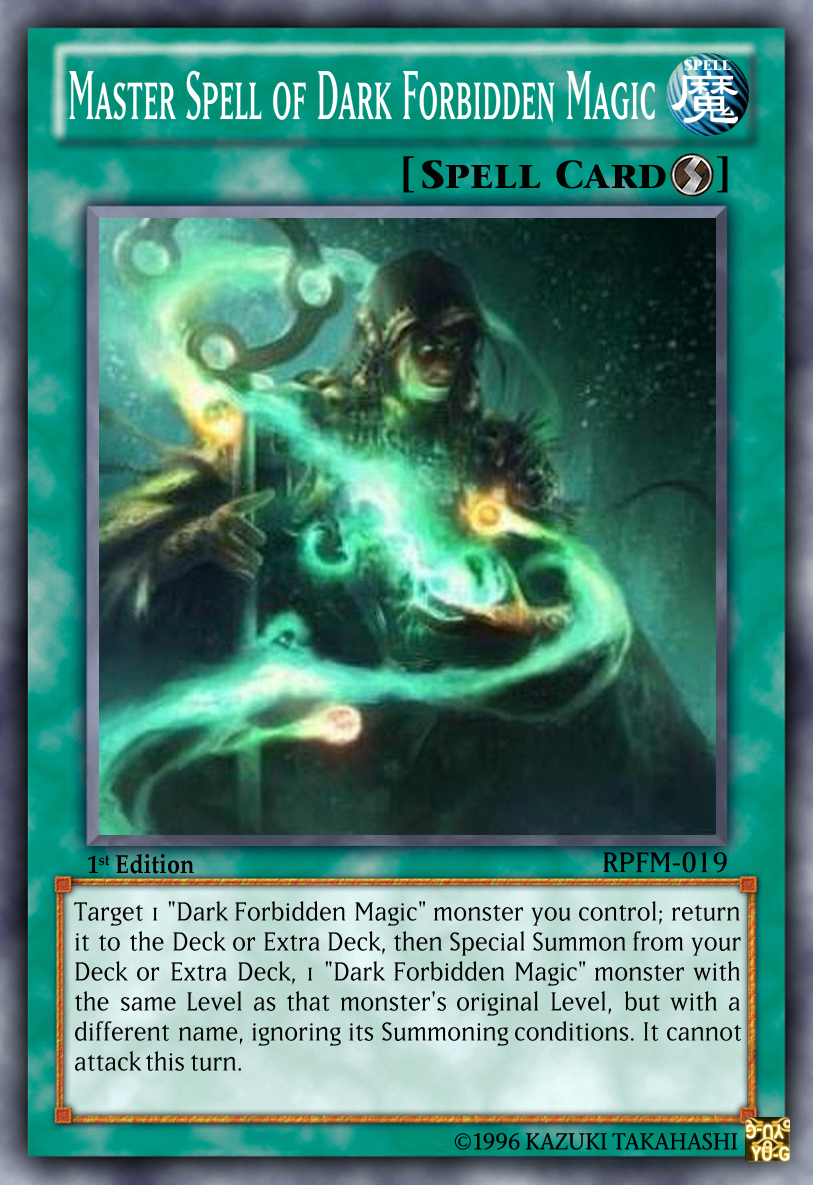 Master Spell of Dark Forbidden Magic
SPELL
魔
[Spell Card]
1st Edition
RPFM-019
Target 1 "Dark Forbidden Magic" monster you control; return
it to the Deck or Extra Deck, then Special Summon from your
Deck or Extra Deck, 1 "Dark Forbidden Magic" monster with
the same Level as that monster's original Level, but with a
different name, ignoring its Summoning conditions. It cannot
attack this turn.
©1996 KAZUKI TAKAHASHI